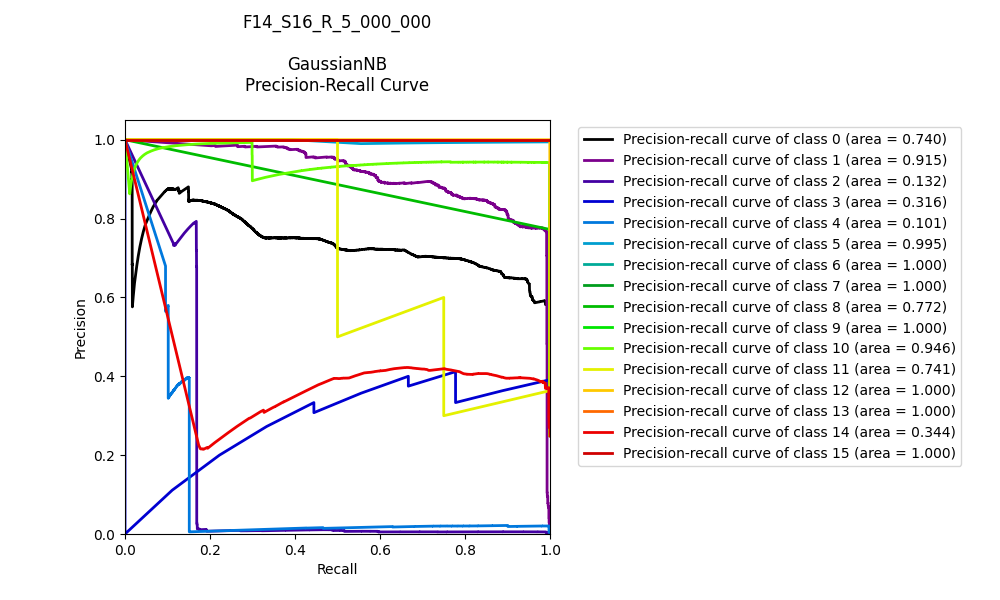 F14_S16_R_5_000_000
GaussianNB
Precision-Recall Curve
1.0
0.8
0.6
0.4
0.2
0.0
Precision
0.0 0.2 0.4 0.6 0.8 1.0
Recall
Precision-recall curve of class 0 (area = 0.740)
Precision-recall curve of class 1 (area = 0.915)
Precision-recall curve of class 2 (area = 0.132)
Precision-recall curve of class 3 (area = 0.316)
Precision-recall curve of class 4 (area = 0.101)
Precision-recall curve of class 5 (area = 0.995)
Precision-recall curve of class 6 (area = 1.000)
Precision-recall curve of class 7 (area = 1.000)
Precision-recall curve of class 8 (area = 0.772)
Precision-recall curve of class 9 (area = 1.000)
Precision-recall curve of class 10 (area = 0.946)
Precision-recall curve of class 11 (area = 0.741)
Precision-recall curve of class 12 (area = 1.000)
Precision-recall curve of class 13 (area = 1.000)
Precision-recall curve of class 14 (area = 0.344)
Precision-recall curve of class 15 (area = 1.000)